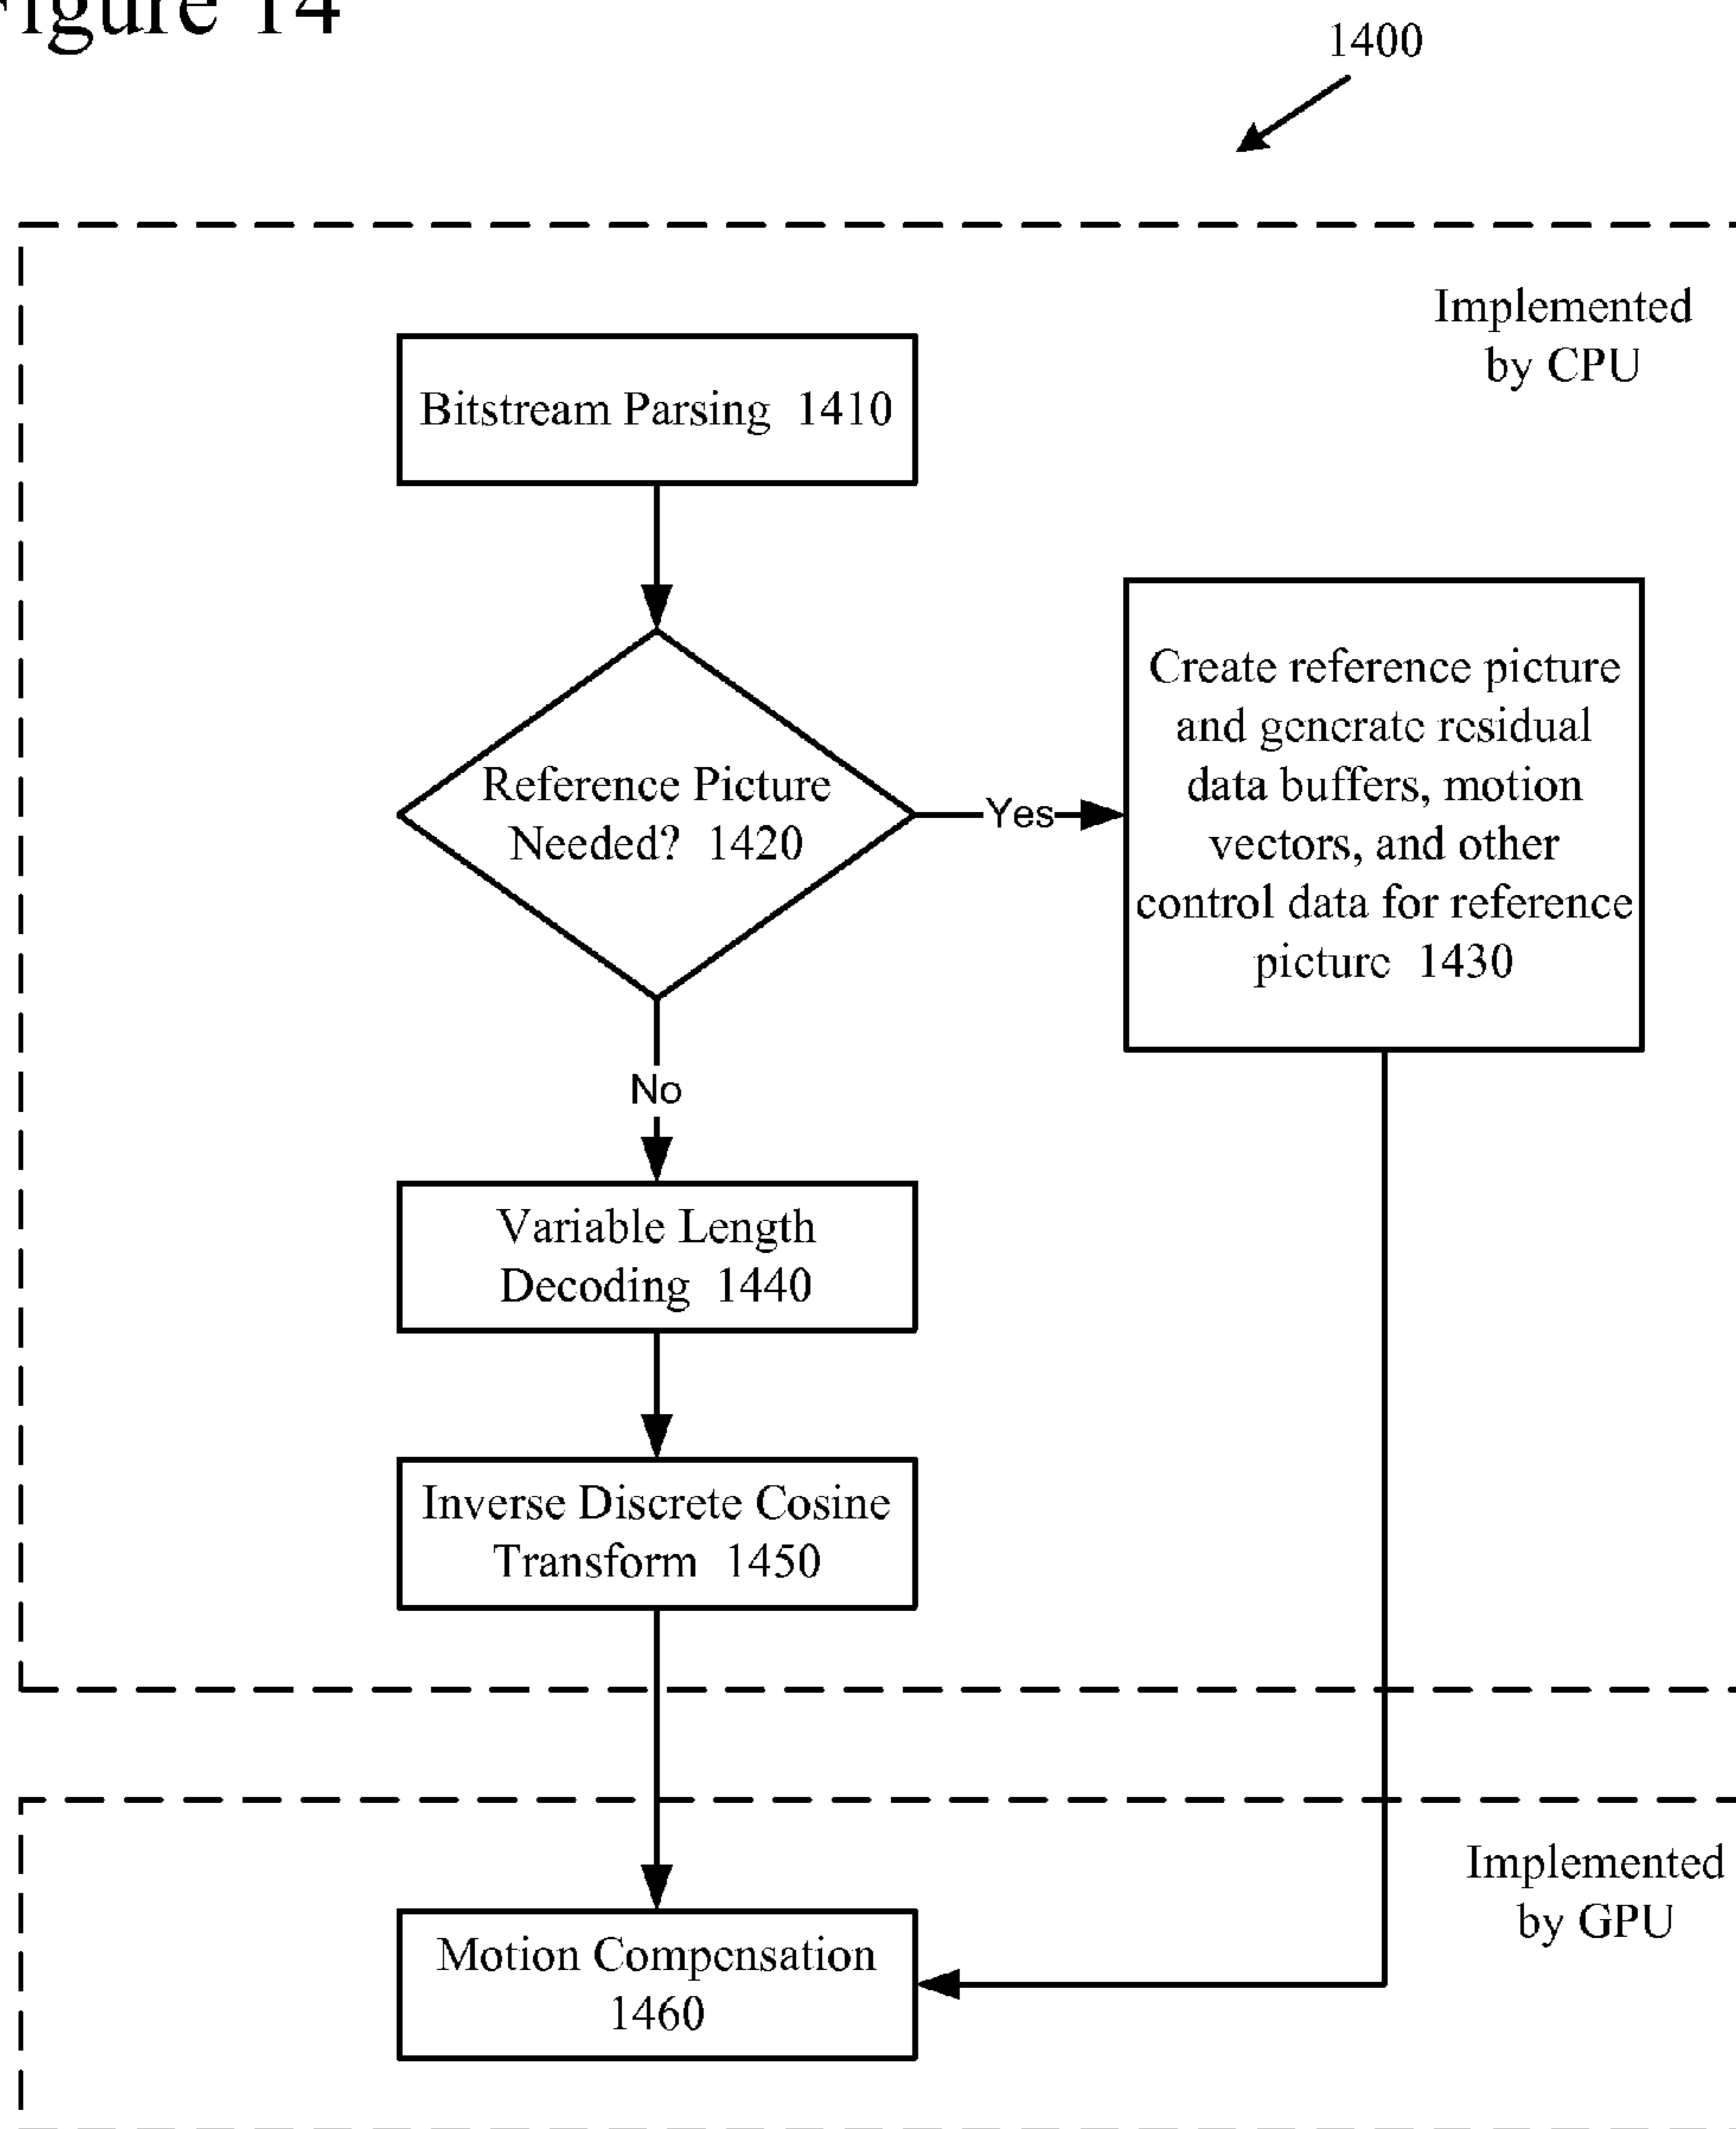 Figure 14
1400
Implemented
by CPU
Bitstream Parsing 1410
Reference Picture
Needed? 1420
Yes
Create reference picture
and generate residual
data buffers, motion
vectors, and other
control data for reference
picture 1430
No
Variable Length
Decoding 1440
Inverse Discrete Cosine
Transform 1450
Implemented
by GPU
Motion Compensation
1460